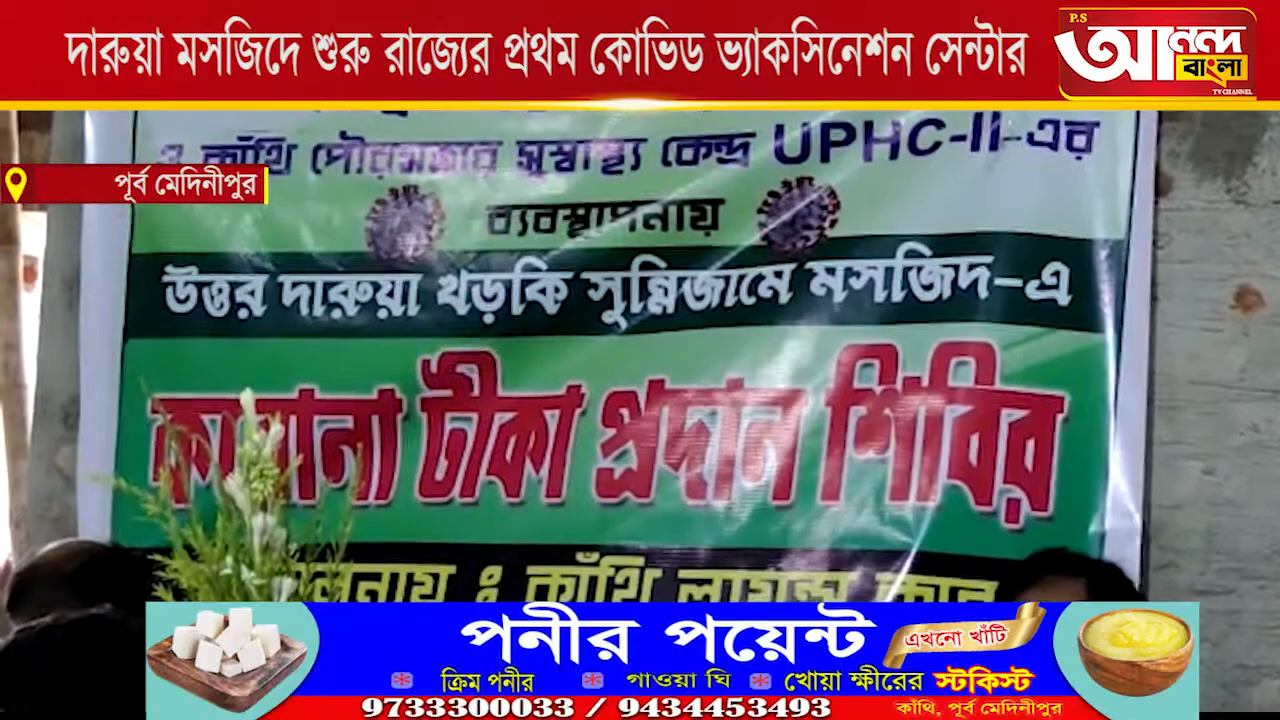 দারুয়া মসজিদে শুরু রাজ্যের প্রথম কোভিড ভ্যাকসিনেশন সেন্টার
P.S
আনন্দ
বাংলা
TV CHANNEL
ও কাঁথি পৌরসভার সুস্বাস্থ্য কেন্দ্র UPHC-II-এর
পূর্ব মেদিনীপুর
ব্যবস্থাপনায়
উত্তর দারুয়া খড়কি সুন্নিজামে মসজিদ-এ
করোনা টীকা প্রদান শিবির
ঃ কাঁথি লায়ন্স ক্লাব
পনীর পয়েন্ট
এখনো খাঁটি
ক্রিম পনীর গাওয়া ঘি খোয়া ক্ষীরের স্টকিস্ট
9733300033 / 9434453493 কাঁথি, পূর্ব মেদিনীপুর